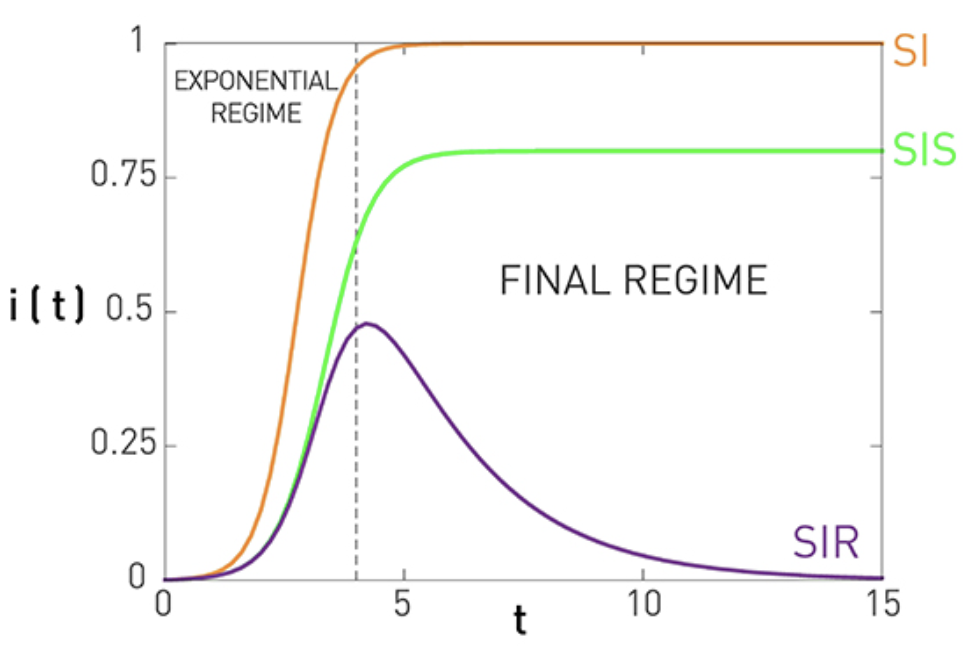 1
SI
EXPONENTIAL
REGIME
SIS
0.75
FINAL REGIME
i(t)
0.5
0.25
SIR
0
0
5
10
15
t